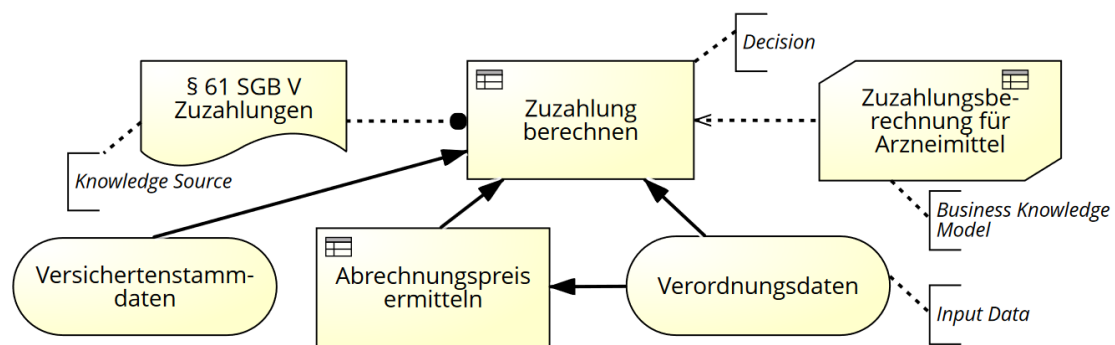 Decision
§ 61 SGB V
Zuzahlungen
Zuzahlung
berechnen
Zuzahlungsbe-
rechnung für
Arzneimittel
Knowledge Source
Business Knowledge
Model
Versichertenstamm-
daten
Abrechnungspreis
ermitteln
Verordnungsdaten
Input Data